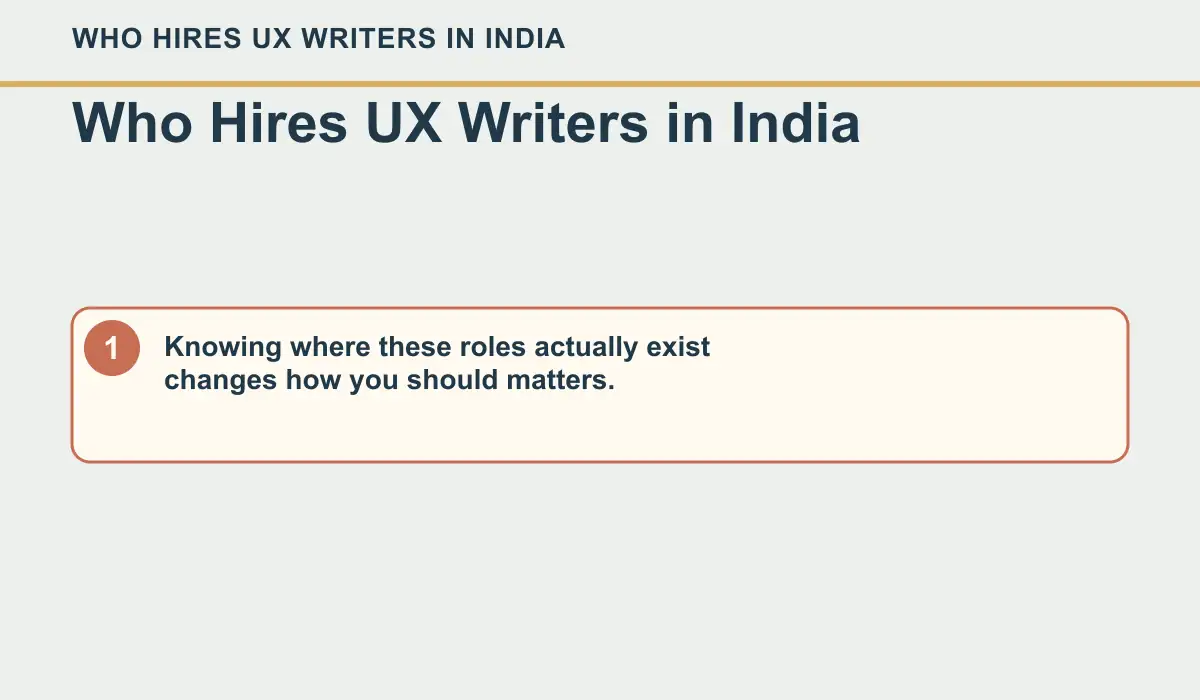 WHO HIRES UX WRITERS IN INDIA
Who Hires UX Writers in India
1
Knowing where these roles actually exist
changes how you should matters.